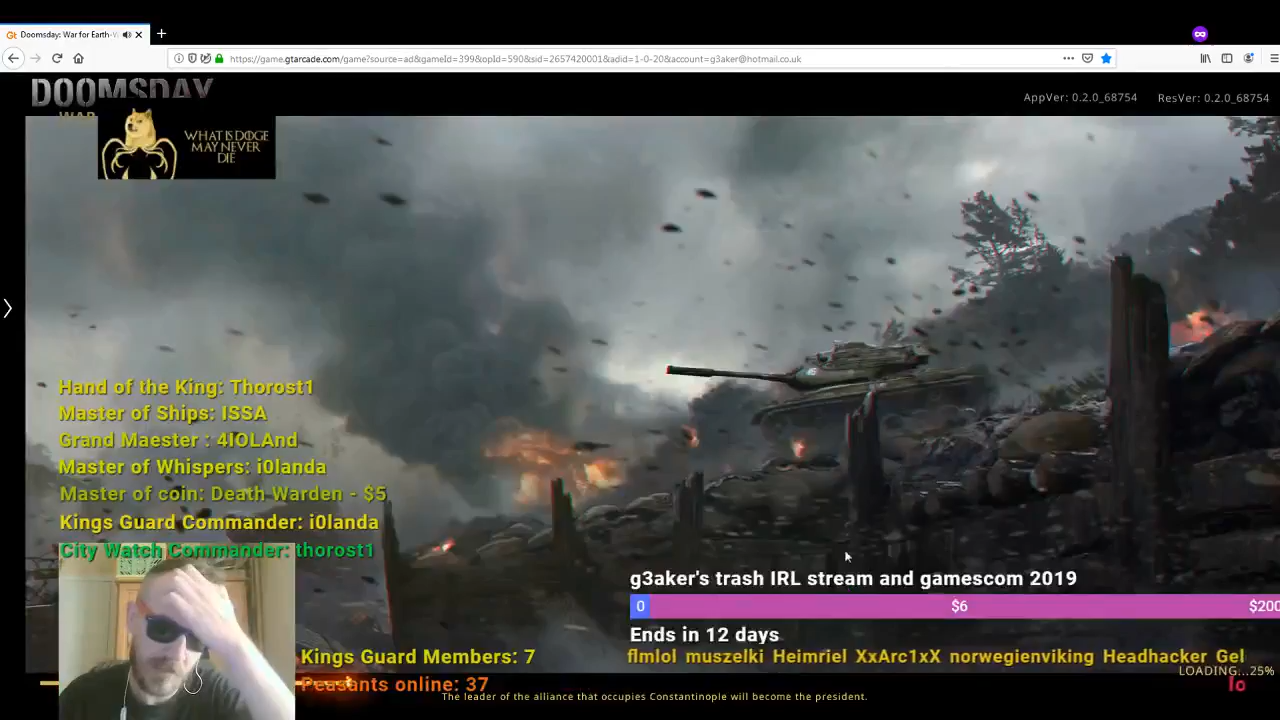 Doomsday: War for Earth-W
https://game.gtarcade.com/game?source=ad&gameId=399&opId=590&sid=2657420001&adid=1-0-20&account=g3aker@hotmail.co.uk
DOOMSDAY
WAR
AppVer: 0.2.0_68754
ResVer: 0.2.0_68754
WHAT IS DOGE
MAY NEVER
DIE
Hand of the King: Thorost1
Master of Ships: ISSA
Grand Maester : 4IOLAnd
Master of Whispers: i0landa
Master of coin: Death Warden - $5
Kings Guard Commander: i0landa
City Watch Commander: thorost1
g3aker's trash IRL stream and gamescom 2019
0 $6 $200
Ends in 12 days
Kings Guard Members: 7
flmlol muszelki Heimriel XxArc1xX norwegienviking Headhacker Gel
LOADING...25%
Peasants online: 37
lo
The leader of the alliance that occupies Constantinople will become the president.